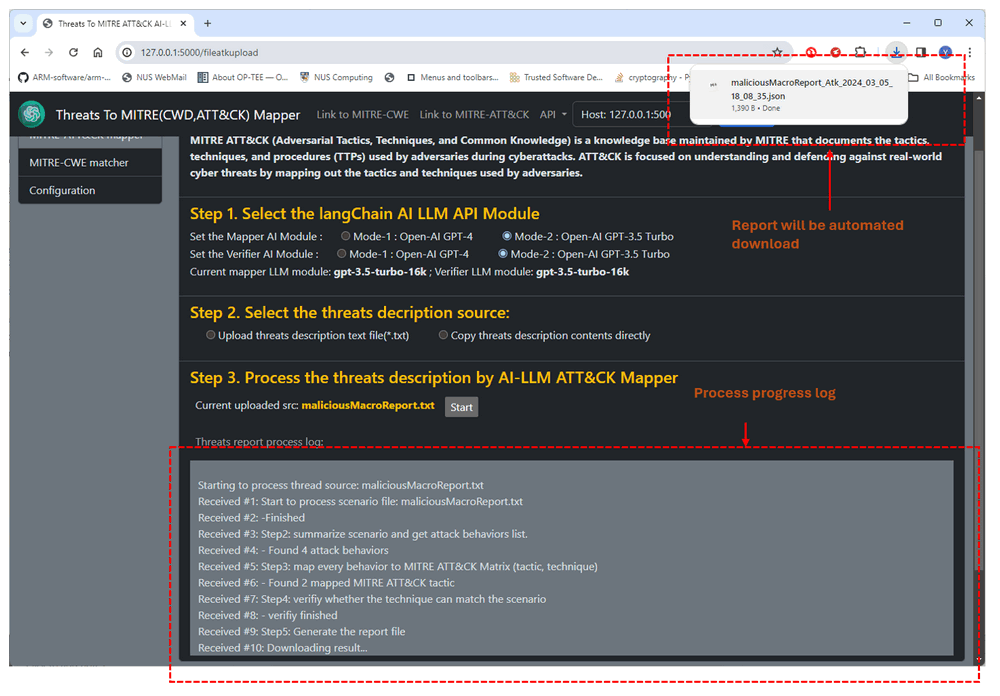 Threats To MITRE ATT&CK AI-L
127.0.0.1:5000/fileatkupload
ARM-software/arm-...
NUS WebMail
About OP-TEE — O...
NUS Computing
Menus and toolbars...
Trusted Software De...
cryptography - P
All Bookmarks
maliciousMacroReport_Atk_2024_03_05_
18_08_35.json
1,390 B • Done
Threats To MITRE(CWD,ATT&CK) Mapper
Link to MITRE-CWE
Link to MITRE-ATT&CK
API
Host: 127.0.0.1:500
MITRE-ATT&CK mapper
MITRE-CWE matcher
Configuration
MITRE ATT&CK (Adversarial Tactics, Techniques, and Common Knowledge) is a knowledge base maintained by MITRE that documents the tactics,
techniques, and procedures (TTPs) used by adversaries during cyberattacks. ATT&CK is focused on understanding and defending against real-world
cyber threats by mapping out the tactics and techniques used by adversaries.
Report will be automated
download
Step 1. Select the langChain AI LLM API Module
Set the Mapper AI Module : Mode-1 : Open-AI GPT-4 Mode-2 : Open-AI GPT-3.5 Turbo
Set the Verifier AI Module : Mode-1 : Open-AI GPT-4 Mode-2 : Open-AI GPT-3.5 Turbo
Current mapper LLM module: gpt-3.5-turbo-16k ; Verifier LLM module: gpt-3.5-turbo-16k
Step 2. Select the threats decription source:
Upload threats description text file(*.txt) Copy threats description contents directly
Step 3. Process the threats description by AI-LLM ATT&CK Mapper
Process progress log
Current uploaded src: maliciousMacroReport.txt Start
Threats report process log:
Starting to process thread source: maliciousMacroReport.txt
Received #1: Start to process scenario file: maliciousMacroReport.txt
Received #2: -Finished
Received #3: Step2: summarize scenario and get attack behaviors list.
Received #4: - Found 4 attack behaviors
Received #5: Step3: map every behavior to MITRE ATT&CK Matrix (tactic, technique)
Received #6: - Found 2 mapped MITRE ATT&CK tactic
Received #7: Step4: verifiy whether the technique can match the scenario
Received #8: - verifiy finished
Received #9: Step5: Generate the report file
Received #10: Downloading result...